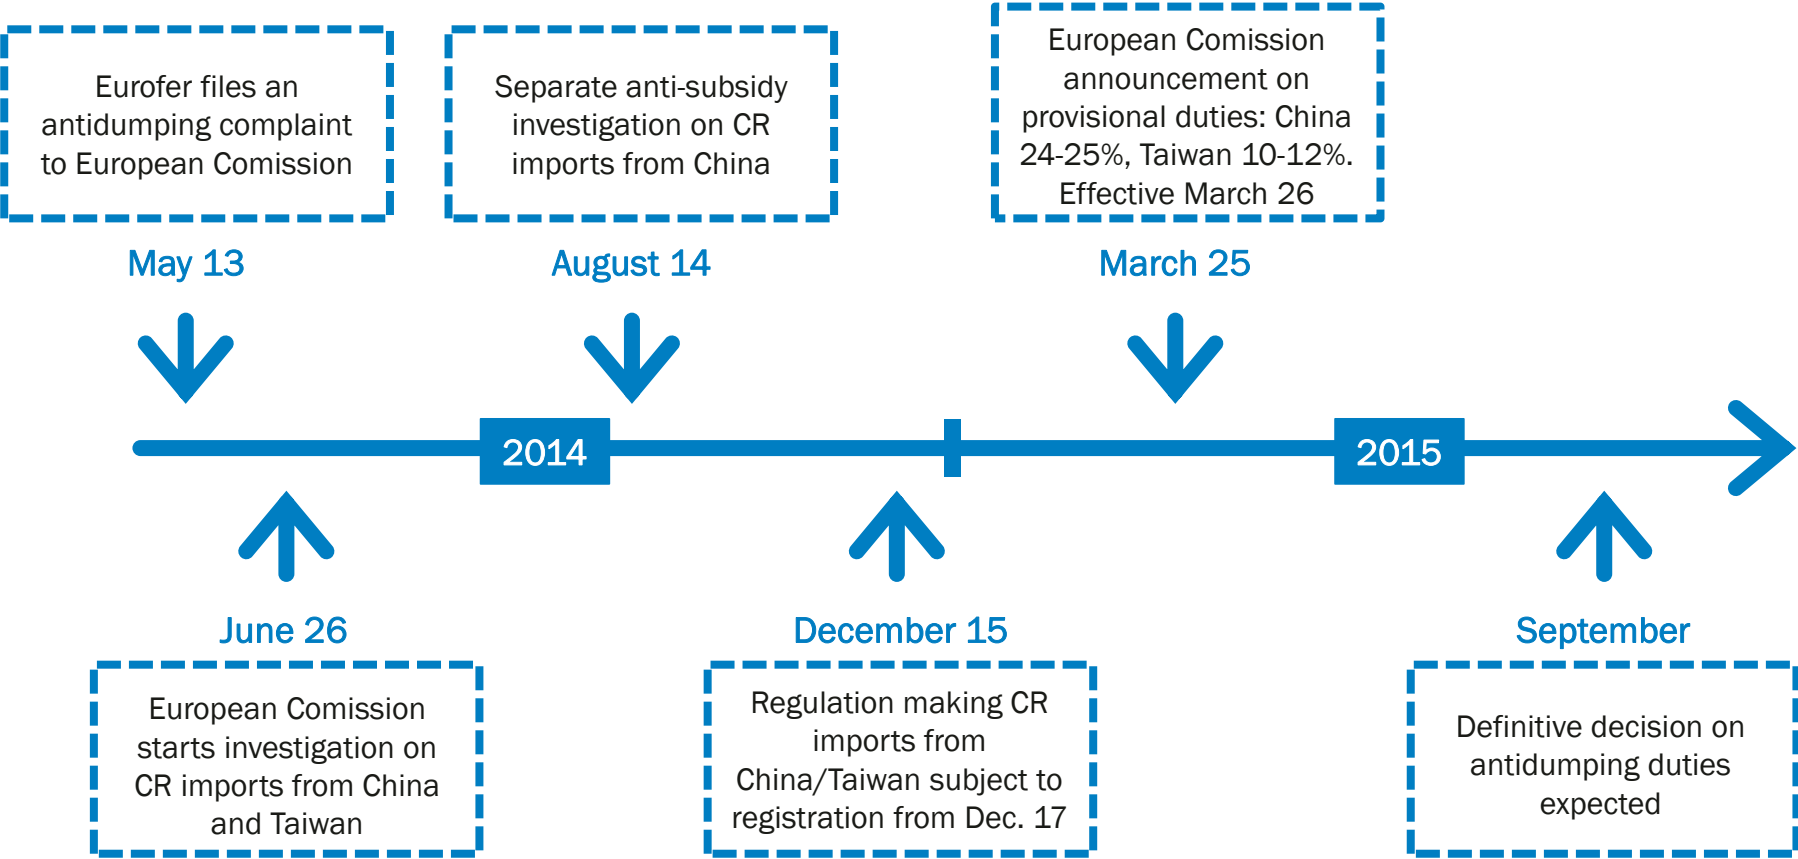 Eurofer files an
antidumping complaint
to European Comission
May 13
Separate anti-subsidy
investigation on CR
imports from China
August 14
European Comission
announcement on
provisional duties: China
24-25%, Taiwan 10-12%.
Effective March 26
March 25
2014
2015
June 26
European Comission
starts investigation on
CR imports from China
and Taiwan
December 15
Regulation making CR
imports from
China/Taiwan subject to
registration from Dec. 17
September
Definitive decision on
antidumping duties
expected